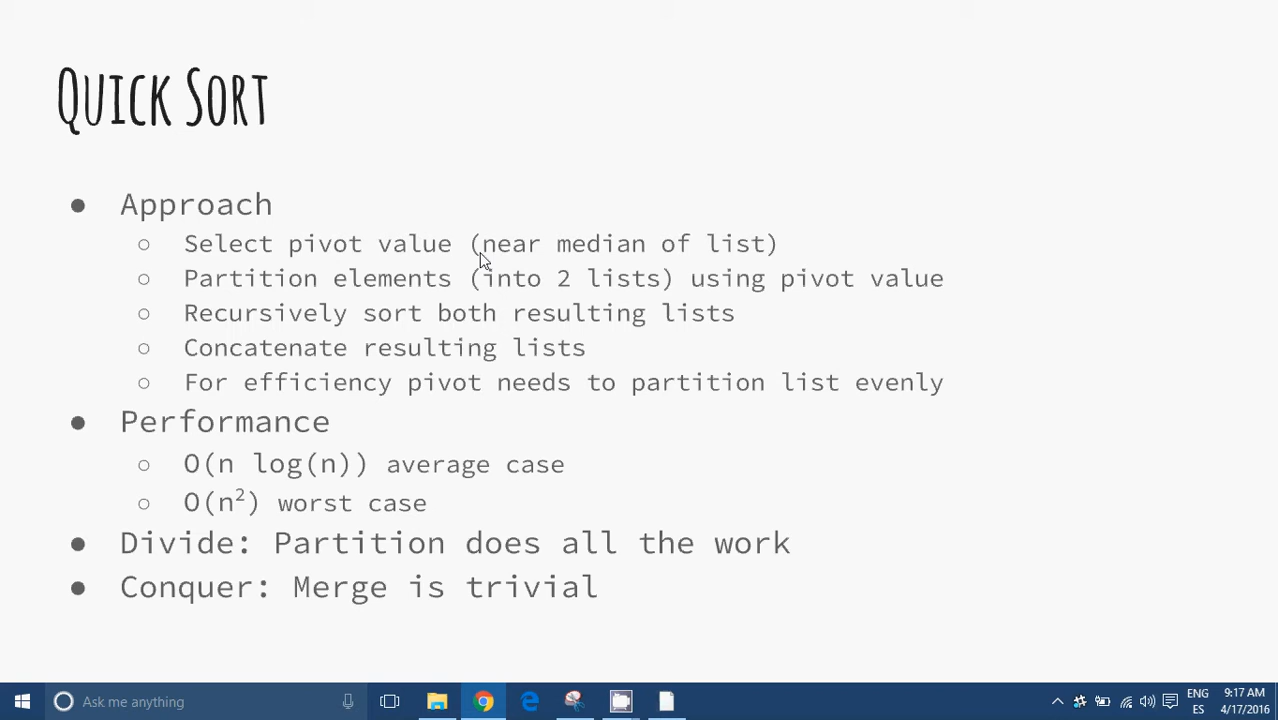 Quick Sort
● Approach
○ Select pivot value (near median of list)
○ Partition elements (into 2 lists) using pivot value
○ Recursively sort both resulting lists
○ Concatenate resulting lists
○ For efficiency pivot needs to partition list evenly
● Performance
○ O(n log(n)) average case
○ O(n²) worst case
● Divide: Partition does all the work
● Conquer: Merge is trivial
Ask me anything
ENG
ES
9:17 AM
4/17/2016